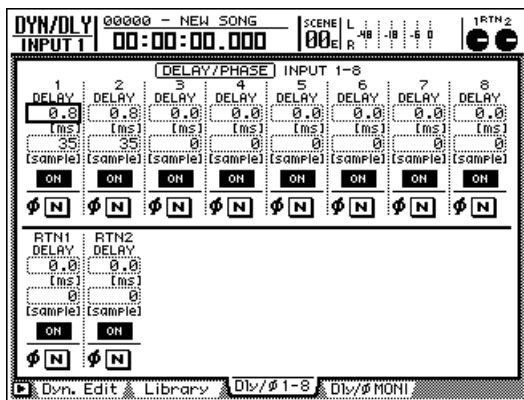 DYN/DLY 00000 - NEW SONG SCENE L 1RTN2
INPUT 1 00:00:00.000 00E R -48 -18 -6 0
DELAY/PHASE INPUT 1-8
1 2 3 4 5 6 7 8
DELAY DELAY DELAY DELAY DELAY DELAY DELAY DELAY
0.8 0.8 0.0 0.0 0.0 0.0 0.0 0.0
[ms] [ms] [ms] [ms] [ms] [ms] [ms] [ms]
35 35 0 0 0 0 0 0
[sample] [sample] [sample] [sample] [sample] [sample] [sample] [sample]
ON ON ON ON ON ON ON ON
ø N ø N ø N ø N ø N ø N ø N ø N
RTN1 RTN2
DELAY DELAY
0.0 0.0
[ms] [ms]
0 0
[sample] [sample]
ON ON
ø N ø N
Dyn. Edit Library Dly/ø 1-8 Dly/ø MONI